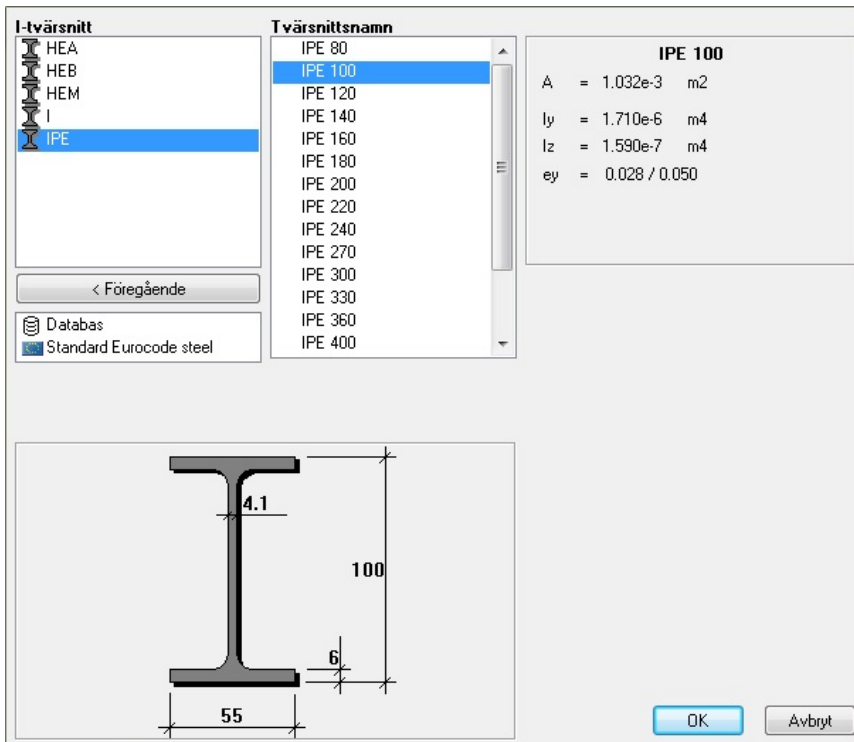 I-tvärsnitt
HEA
HEB
HEM
I
IPE
< Föregående
Databas
Standard Eurocode steel
Tvärsnittsnamn
IPE 80
IPE 100
IPE 120
IPE 140
IPE 160
IPE 180
IPE 200
IPE 220
IPE 240
IPE 270
IPE 300
IPE 330
IPE 360
IPE 400
IPE 100
A = 1.032e-3 m2
Iy = 1.710e-6 m4
Iz = 1.590e-7 m4
ey = 0.028 / 0.050
4.1
100
6
55
OK
Avbryt